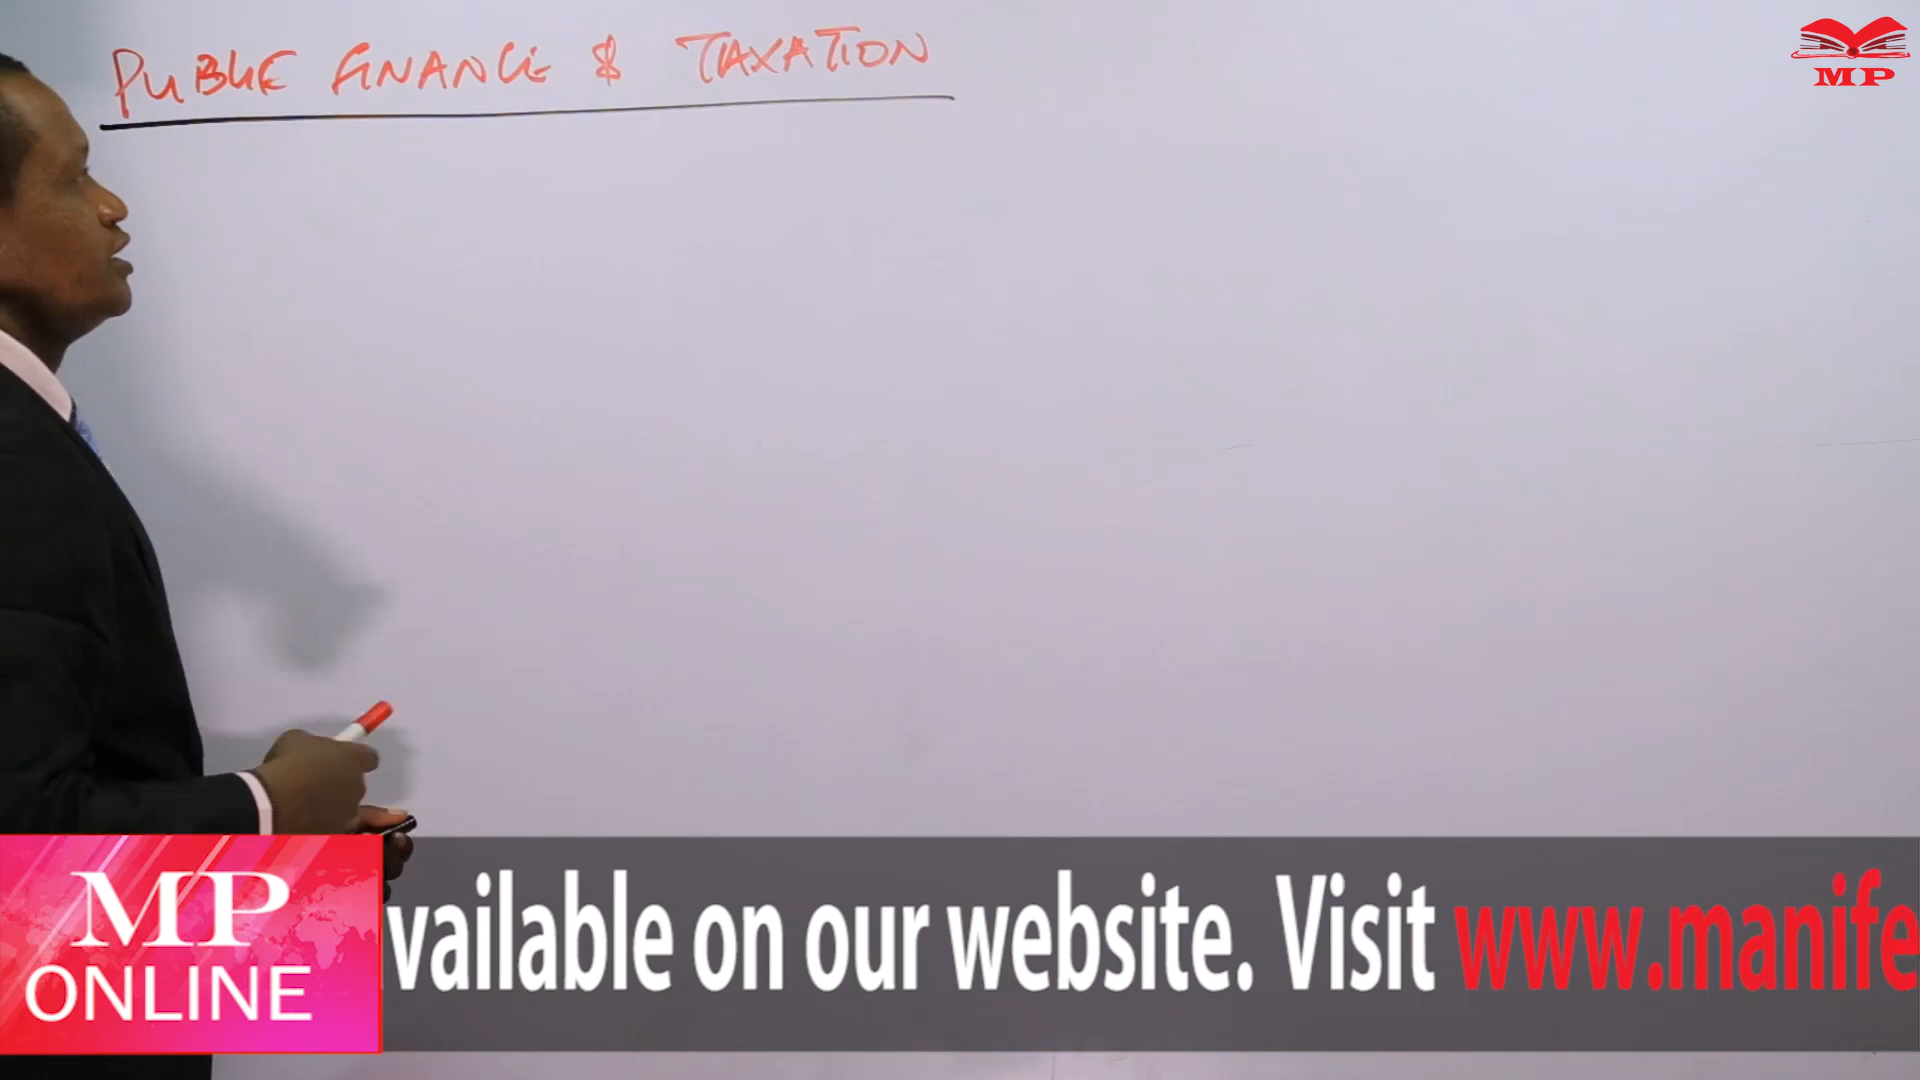 PUBLIC FINANCE & TAXATION
MP
MP
ONLINE
vailable on our website. Visit www.manife